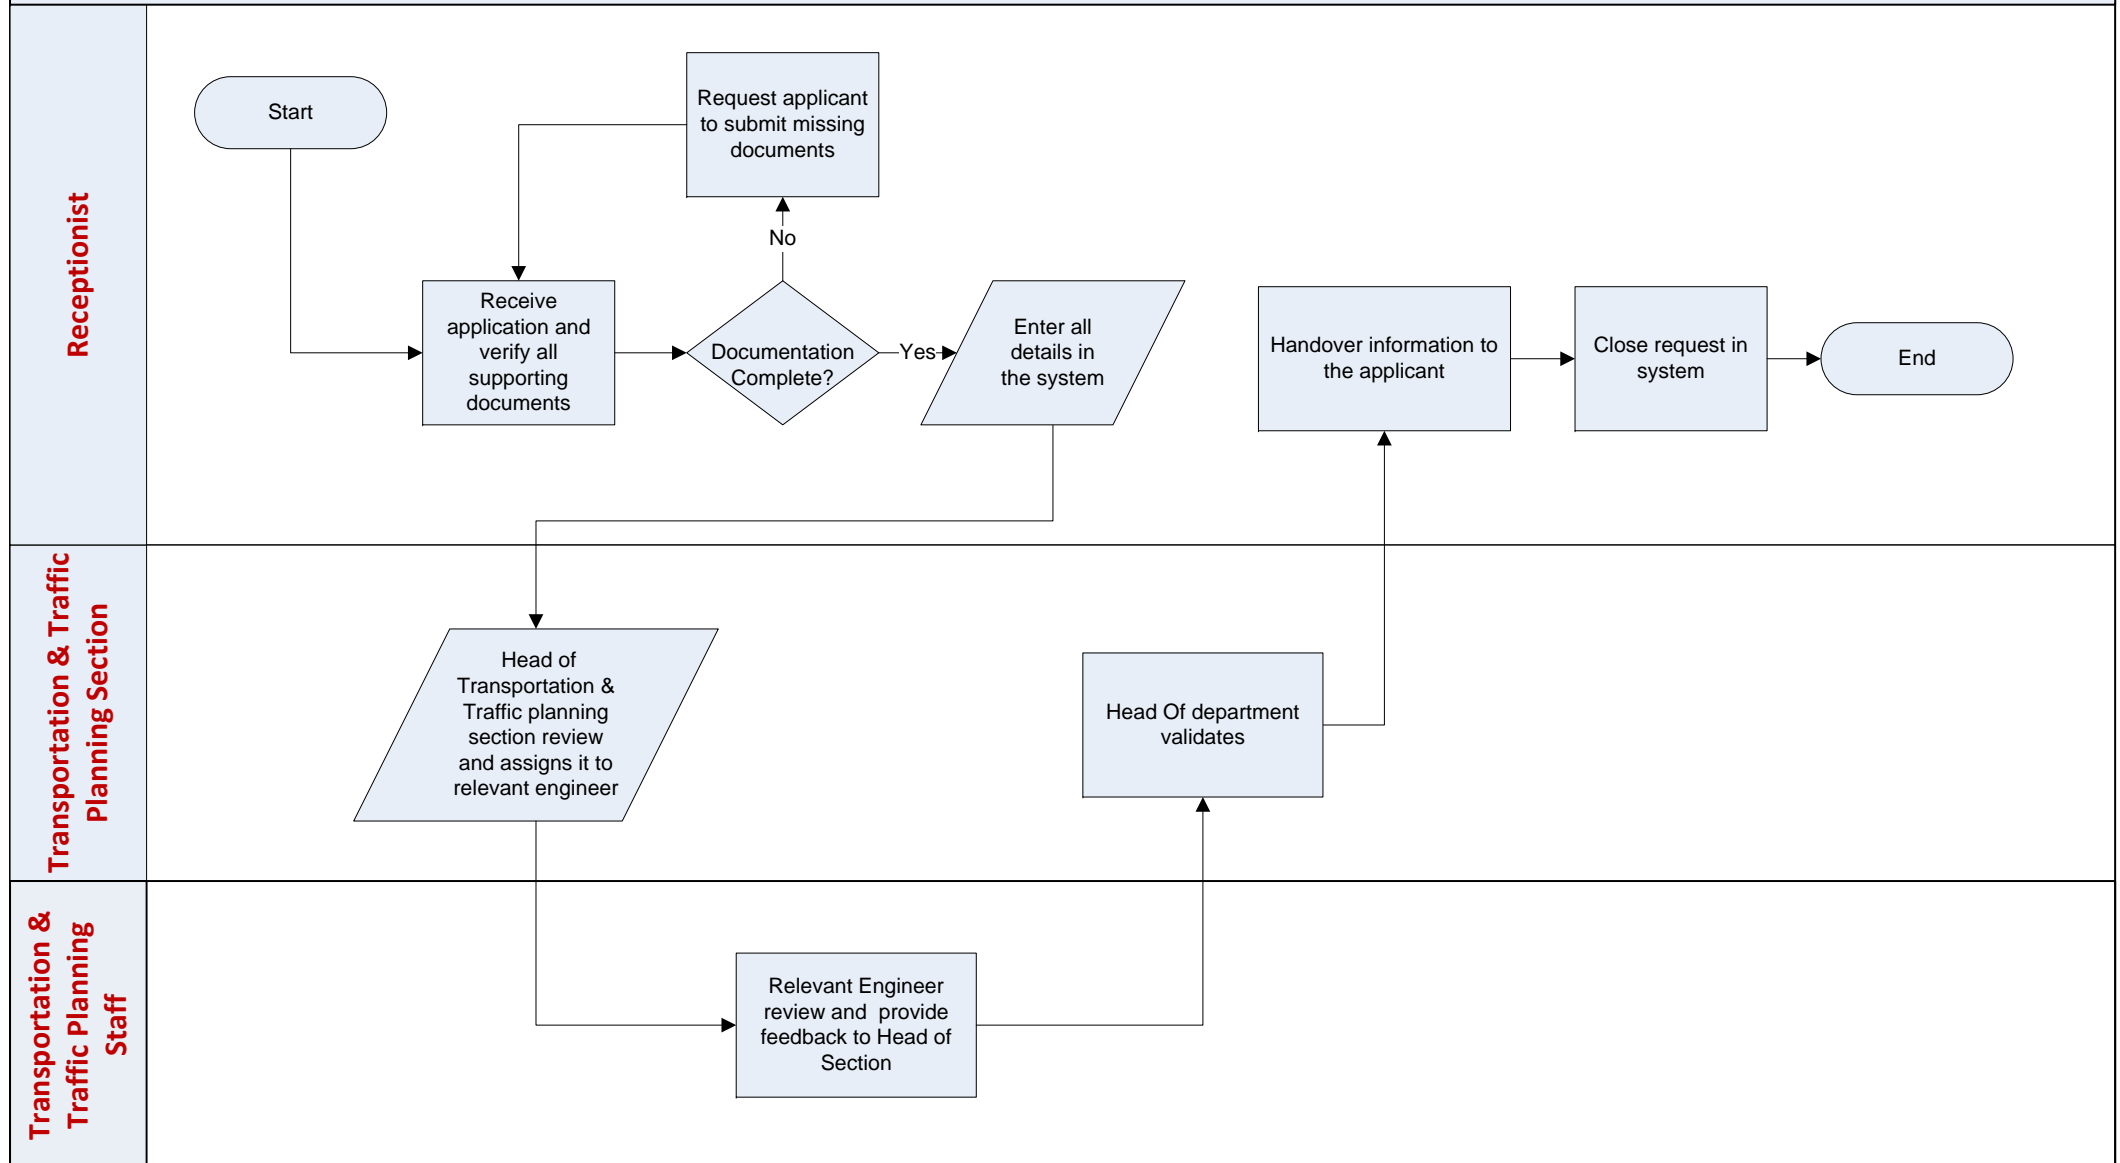 Receptionist
Start
Request applicant
to submit missing
documents
No
Receive
application and
verify all
supporting
documents
Documentation
Complete?
Yes
Enter all
details in
the system
Handover information to
the applicant
Close request in
system
End
Transportation & Traffic
Planning Section
Head of
Transportation &
Traffic planning
section review
and assigns it to
relevant engineer
Head Of department
validates
Transportation &
Traffic Planning
Staff
Relevant Engineer
review and  provide
feedback to Head of
Section